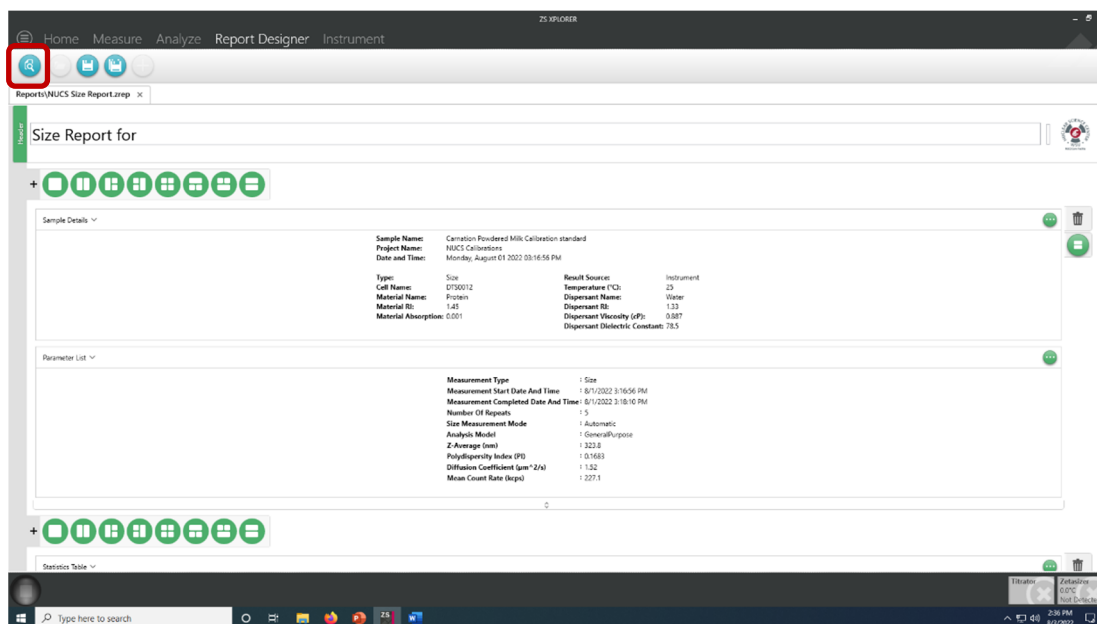 ZS XPLORER
Home Measure Analyze Report Designer Instrument
Reports\NUCS Size Report.zrep ×
Header
Size Report for
+
Sample Details
Sample Name: Carnation Powdered Milk Calibration standard
Project Name: NUCS Calibrations
Date and Time: Monday, August 01 2022 03:16:56 PM
Type: Size Result Source: Instrument
Cell Name: DTS0012 Temperature (°C): 25
Material Name: Protein Dispersant Name: Water
Material RI: 1.45 Dispersant RI: 1.33
Material Absorption: 0.001 Dispersant Viscosity (cP): 0.887
Dispersant Dielectric Constant: 78.5
Parameter List
Measurement Type : Size
Measurement Start Date And Time : 8/1/2022 3:16:56 PM
Measurement Completed Date And Time : 8/1/2022 3:18:10 PM
Number Of Repeats : 5
Size Measurement Mode : Automatic
Analysis Model : GeneralPurpose
Z-Average (nm) : 323.8
Polydispersity Index (PI) : 0.1683
Diffusion Coefficient (µm^2/s) : 1.52
Mean Count Rate (kcps) : 227.1
+
Statistics Table
Titrator Zetasizer
0.0°C
Not Detecte
Type here to search
ZS
W
2:36 PM
8/3/2022